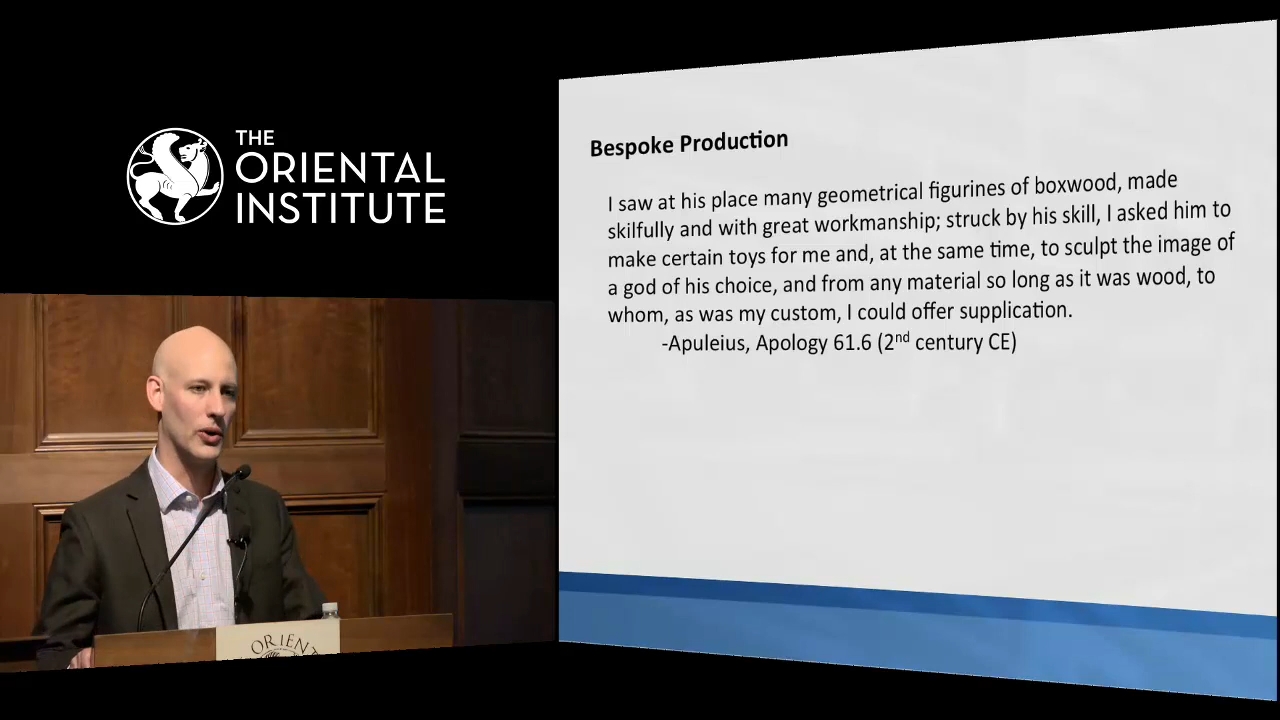 THE
ORIENTAL
INSTITUTE
Bespoke Production
I saw at his place many geometrical figurines of boxwood, made
skilfully and with great workmanship; struck by his skill, I asked him to
make certain toys for me and, at the same time, to sculpt the image of
a god of his choice, and from any material so long as it was wood, to
whom, as was my custom, I could offer supplication.
-Apuleius, Apology 61.6 (2nd century CE)
ORIENT